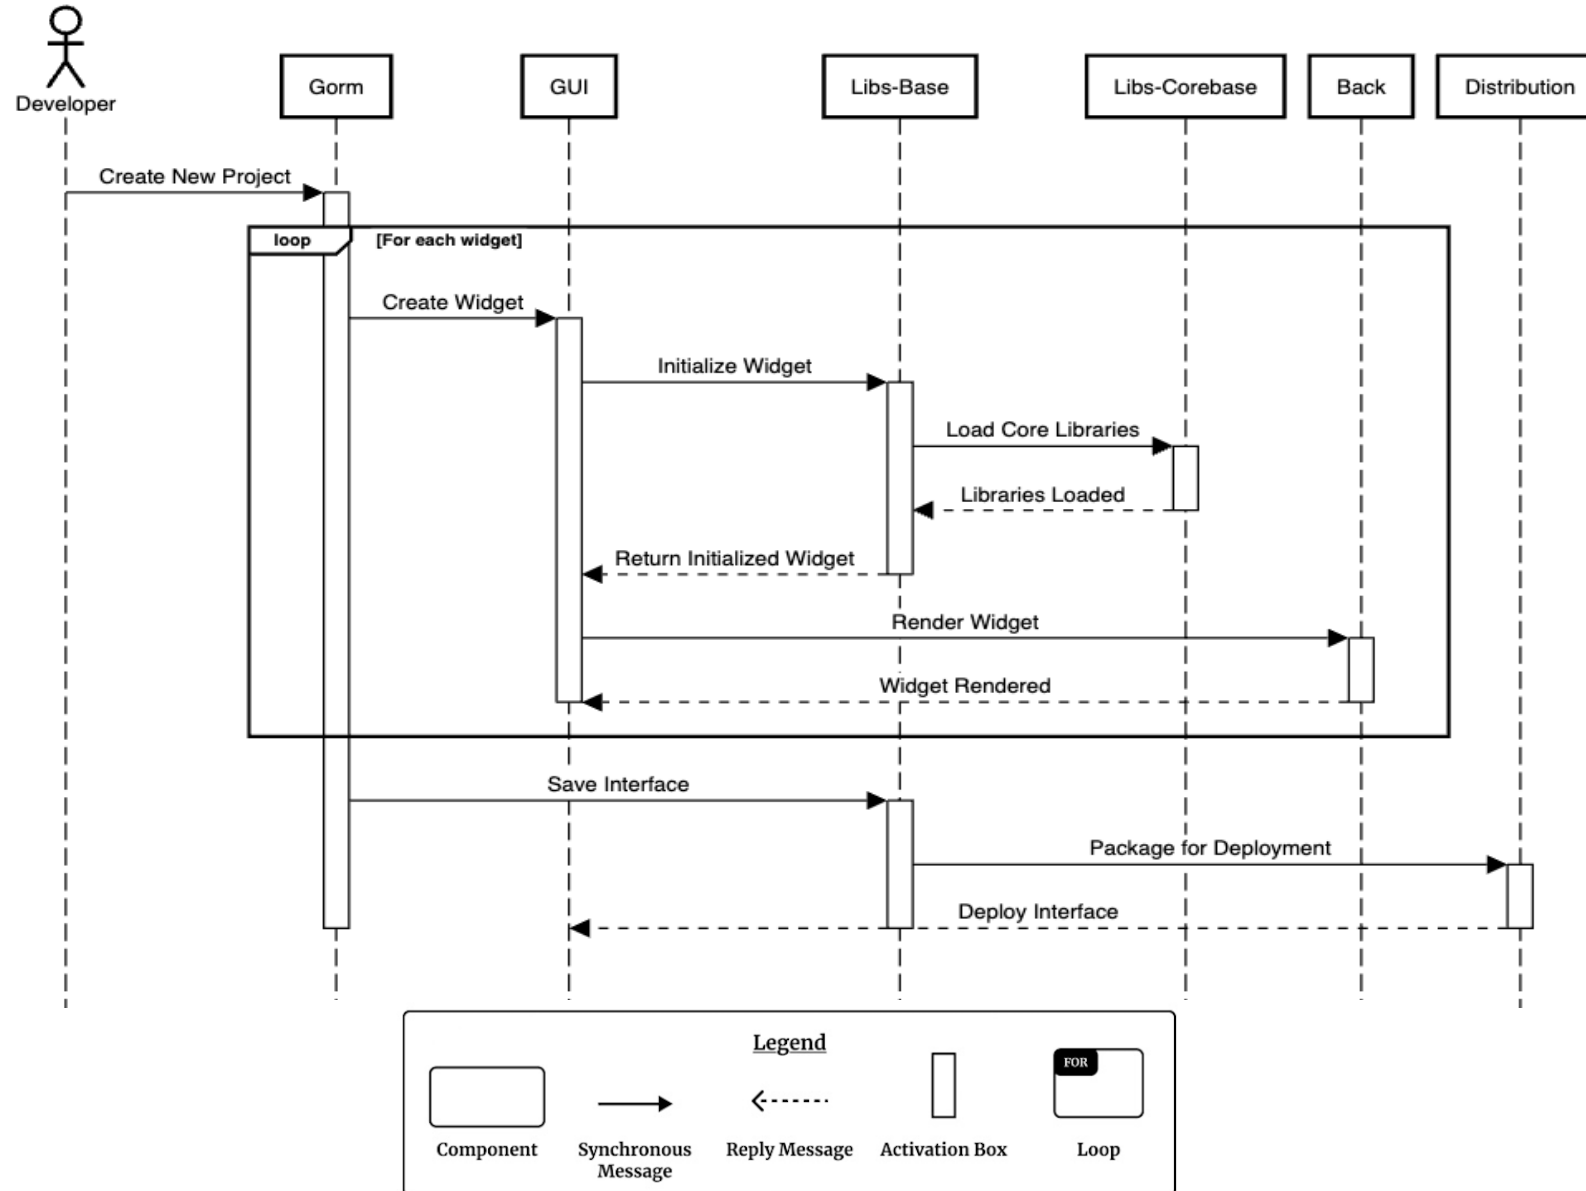 Developer
Gorm
GUI
Libs-Base
Libs-Corebase
Back
Distribution
Create New Project
loop
[For each widget]
Create Widget
Initialize Widget
Load Core Libraries
Libraries Loaded
Return Initialized Widget
Render Widget
Widget Rendered
Save Interface
Package for Deployment
Deploy Interface
Legend
FOR
Component
Synchronous
Message
Reply Message
Activation Box
Loop